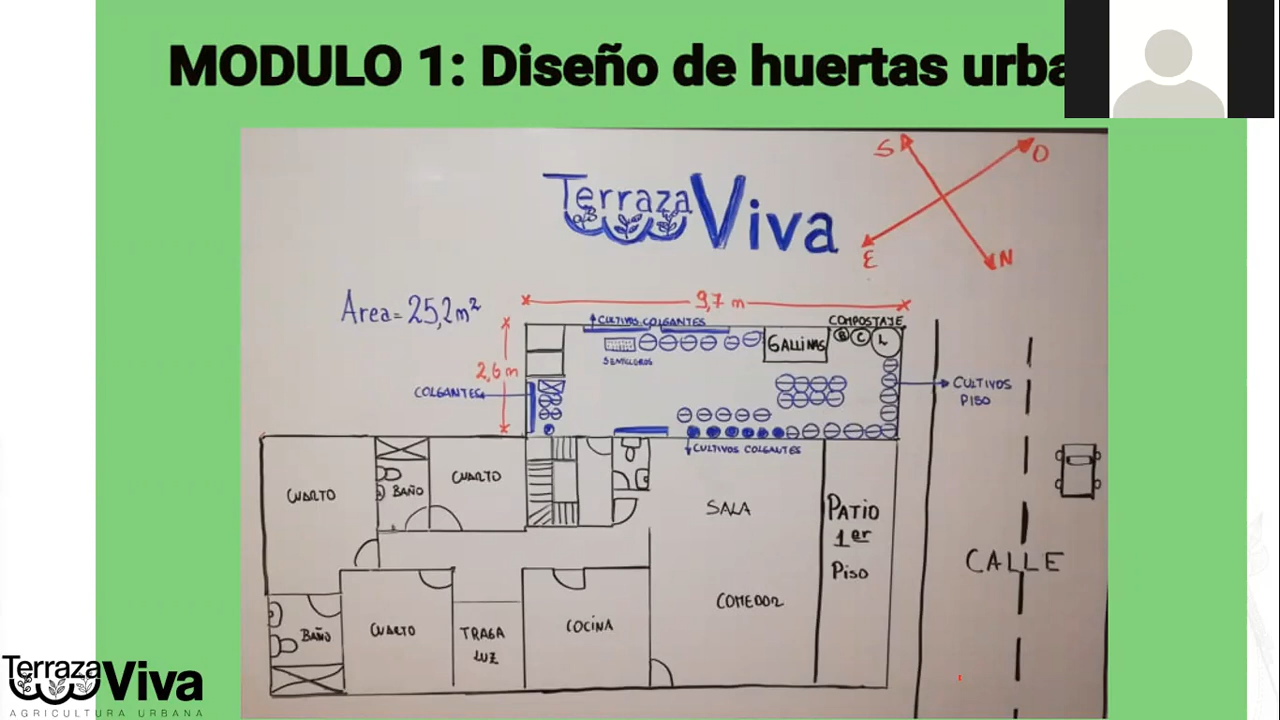 MODULO 1: Diseño de huertas urba
S
O
E
N
Terraza Viva
Area = 25,2 m²
9,7 m
2,6 m
CULTIVOS COLGANTES
COMPOSTAJE
SEMILLEROS
GALLINAS
B
C
L
COLGANTES
CULTIVOS
PISO
CULTIVOS COLGANTES
CUARTO
BAÑO
CUARTO
SALA
PATIO
1er
PISO
CALLE
BAÑO
CUARTO
TRAGA
LUZ
COCINA
COMEDOR
Terraza Viva
AGRICULTURA URBANA